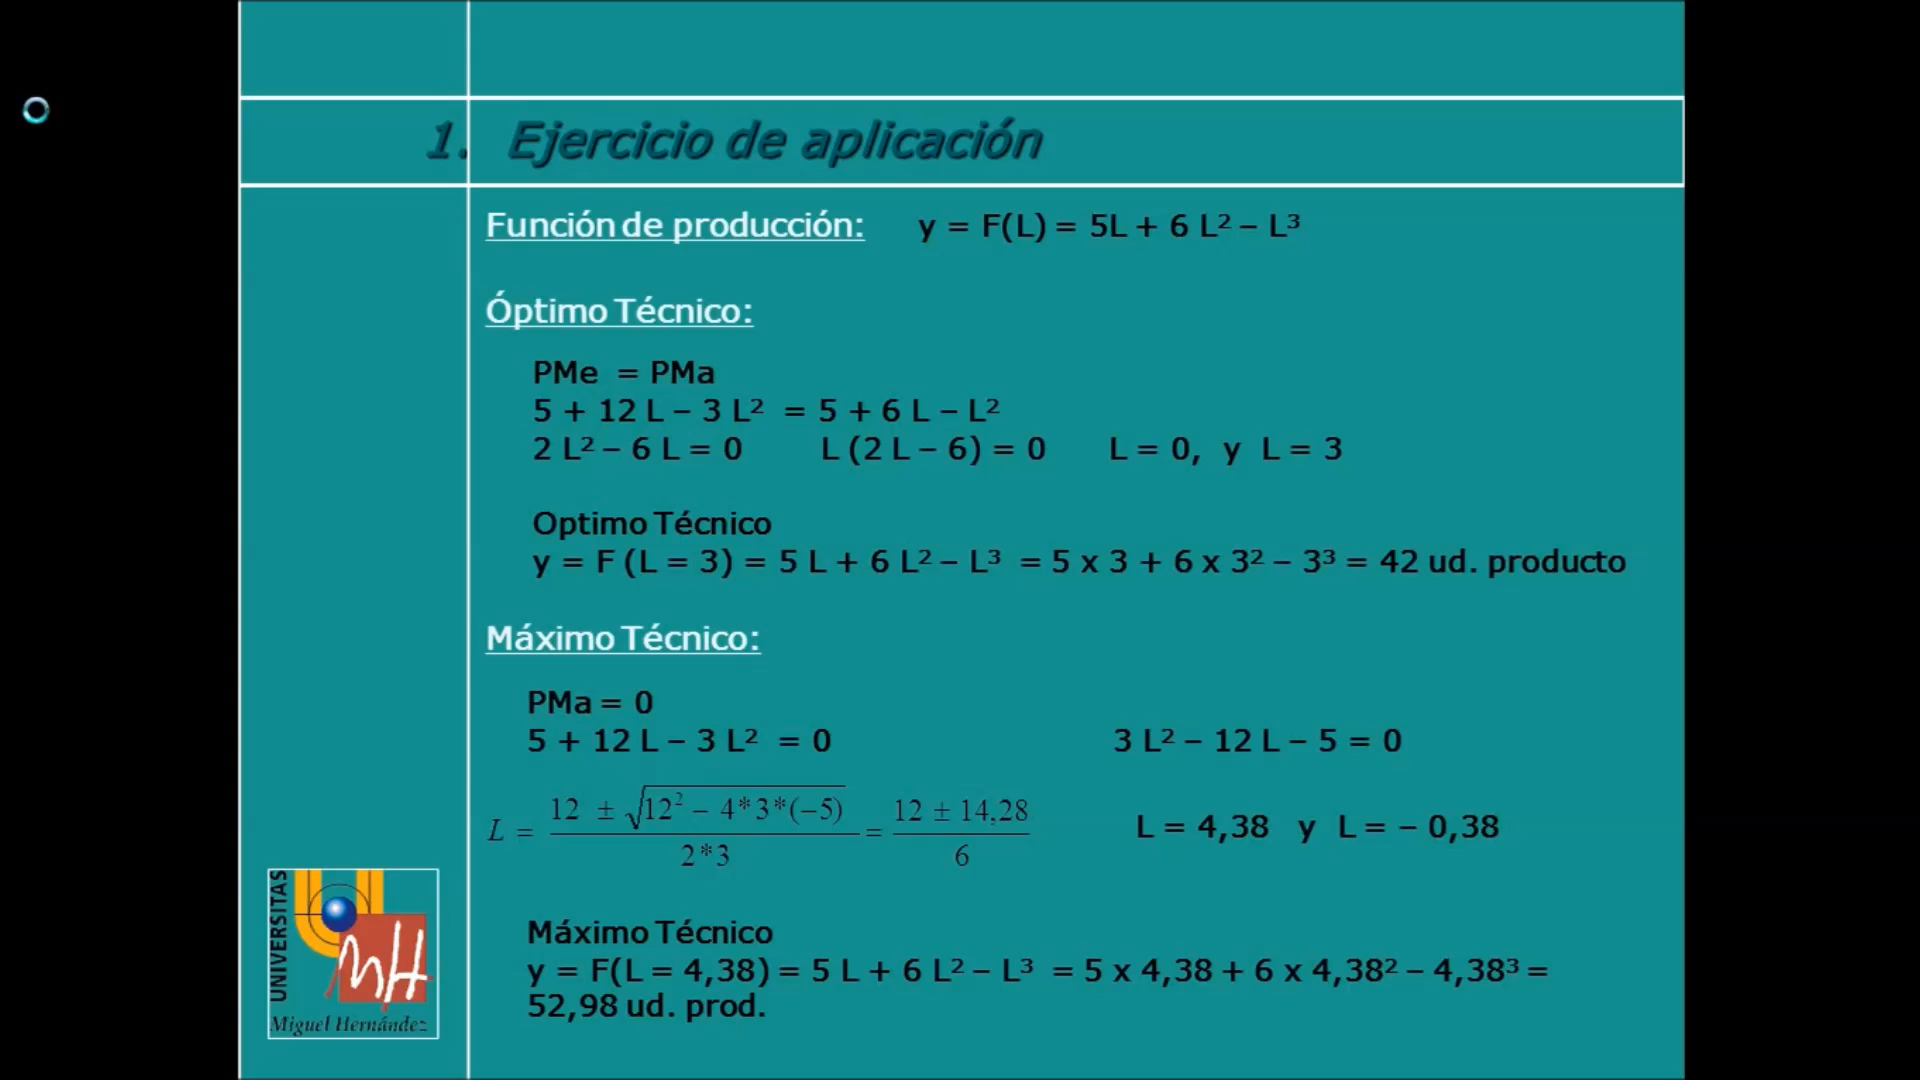 1. Ejercicio de aplicación
Función de producción: y = F(L) = 5L + 6 L² – L³
Óptimo Técnico:
PMe = PMa
5 + 12 L – 3 L² = 5 + 6 L – L²
2 L² – 6 L = 0 L (2 L – 6) = 0 L = 0, y L = 3
Optimo Técnico
y = F (L = 3) = 5 L + 6 L² – L³ = 5 x 3 + 6 x 3² – 3³ = 42 ud. producto
Máximo Técnico:
PMa = 0
5 + 12 L – 3 L² = 0 3 L² – 12 L – 5 = 0
L = (12 ± √(12² – 4*3*(–5))) / (2*3) = (12 ± 14,28) / 6 L = 4,38 y L = – 0,38
Máximo Técnico
y = F(L = 4,38) = 5 L + 6 L² – L³ = 5 x 4,38 + 6 x 4,38² – 4,38³ =
52,98 ud. prod.
UNIVERSITAS
MH
Miguel Hernández